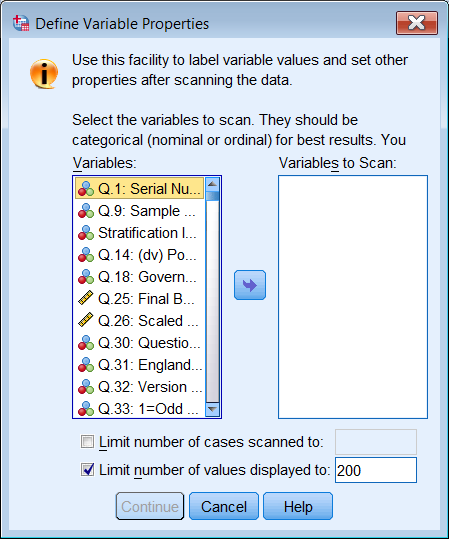 Define Variable Properties
Use this facility to label variable values and set other
properties after scanning the data.
Select the variables to scan. They should be
categorical (nominal or ordinal) for best results. You
Variables:
Q.1: Serial Nu...
Q.9: Sample ...
Stratification I...
Q.14: (dv) Po...
Q.18: Govern...
Q.25: Final B...
Q.26: Scaled ...
Q.30: Questio...
Q.31: England...
Q.32: Version ...
Q.33: 1=Odd ...
Variables to Scan:
Limit number of cases scanned to:
Limit number of values displayed to: 200
Continue Cancel Help